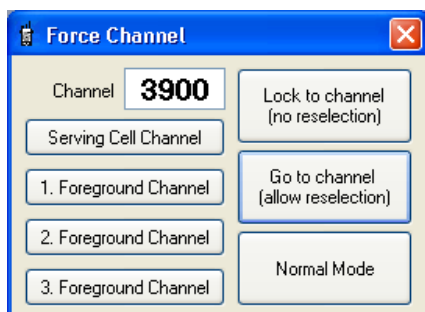 Force Channel
Channel 3900
Serving Cell Channel
1. Foreground Channel
2. Foreground Channel
3. Foreground Channel
Lock to channel
(no reselection)
Go to channel
(allow reselection)
Normal Mode